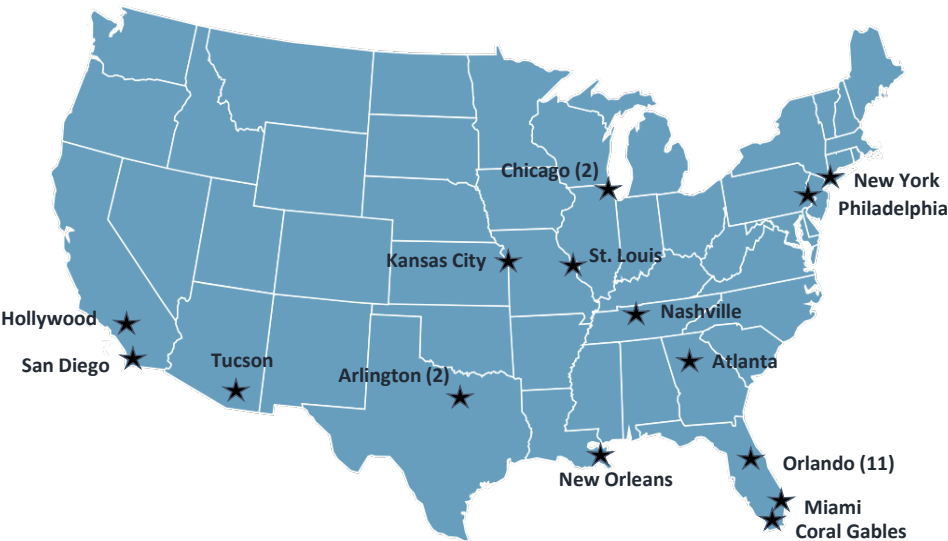 Chicago (2)
New York
Philadelphia
Kansas City
St. Louis
Hollywood
Nashville
San Diego
Tucson
Atlanta
Arlington (2)
Orlando (11)
New Orleans
Miami
Coral Gables